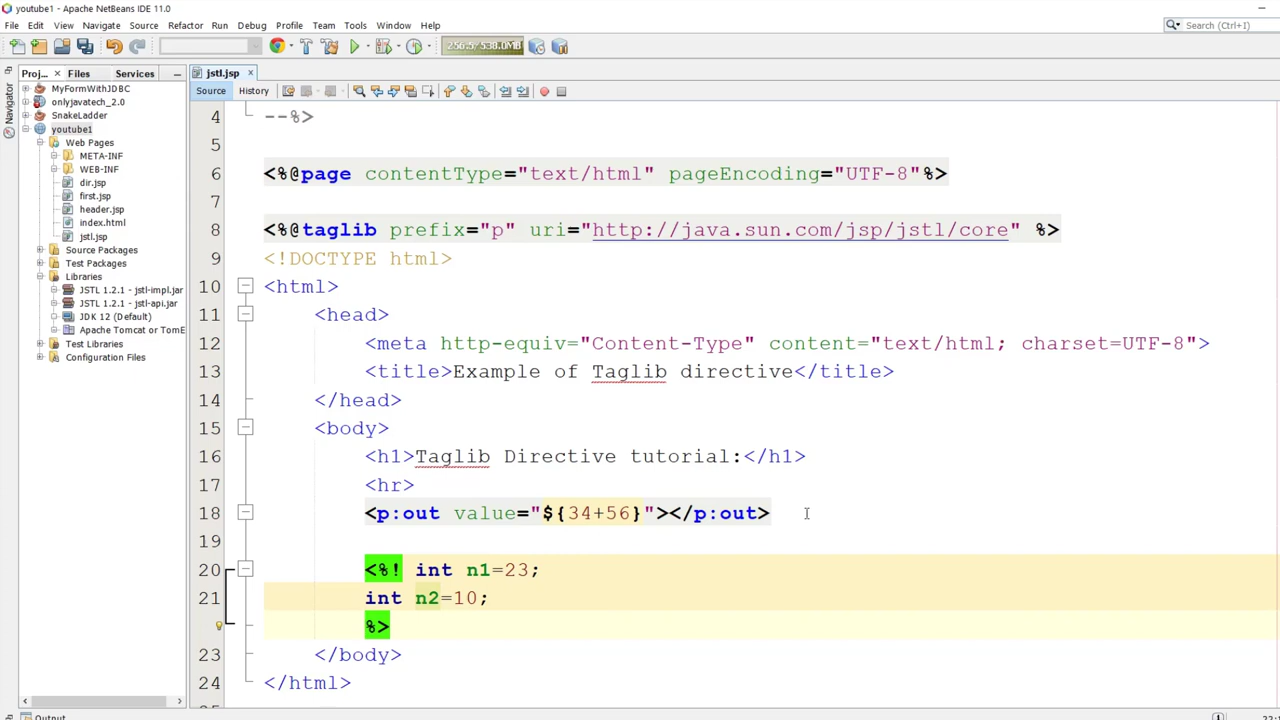 youtube1 - Apache NetBeans IDE 11.0
File Edit View Navigate Source Refactor Run Debug Profile Team Tools Window Help
Search (Ctrl+I)
256.5/538.0MB
Proj... × Files Services
jstl.jsp
Source History
Navigator
MyFormWithJDBC
onlyjavatech_2.0
SnakeLadder
youtube1
Web Pages
META-INF
WEB-INF
dir.jsp
first.jsp
header.jsp
index.html
jstl.jsp
Source Packages
Test Packages
Libraries
JSTL 1.2.1 - jstl-impl.jar
JSTL 1.2.1 - jstl-api.jar
JDK 12 (Default)
Apache Tomcat or TomE
Test Libraries
Configuration Files
4 --%>
5
6 <%@page contentType="text/html" pageEncoding="UTF-8"%>
7
8 <%@taglib prefix="p" uri="http://java.sun.com/jsp/jstl/core" %>
9 <!DOCTYPE html>
10 <html>
11 <head>
12 <meta http-equiv="Content-Type" content="text/html; charset=UTF-8">
13 <title>Example of Taglib directive</title>
14 </head>
15 <body>
16 <h1>Taglib Directive tutorial:</h1>
17 <hr>
18 <p:out value="${34+56}"></p:out>
19
20 <%! int n1=23;
21 int n2=10;
%>
23 </body>
24 </html>
Output